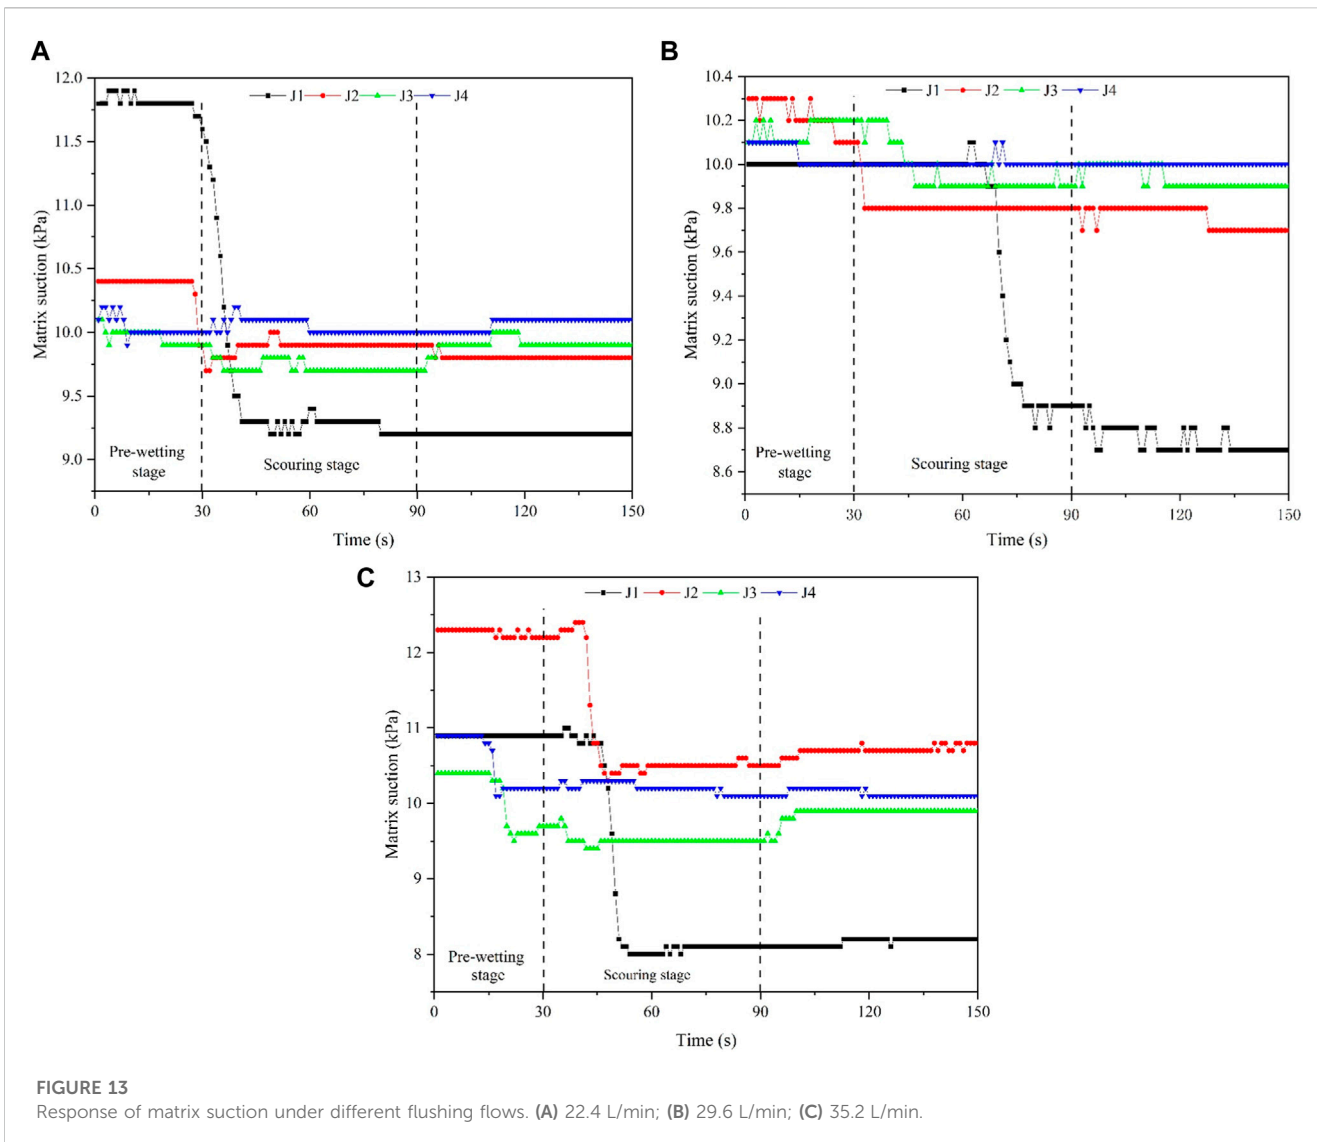 A
12.0
11.5
11.0
10.5
10.0
9.5
9.0
Matrix suction (kPa)
J1 J2 J3 J4
Pre-wetting
stage
Scouring stage
0 30 60 90 120 150
Time (s)
B
10.4
10.2
10.0
9.8
9.6
9.4
9.2
9.0
8.8
8.6
Matrix suction (kPa)
J1 J2 J3 J4
Pre-wetting
stage
Scouring stage
0 30 60 90 120 150
Time (s)
C
13
12
11
10
9
8
Matrix suction (kPa)
J1 J2 J3 J4
Pre-wetting
stage
Scouring stage
0 30 60 90 120 150
Time (s)
FIGURE 13
Response of matrix suction under different flushing flows. (A) 22.4 L/min; (B) 29.6 L/min; (C) 35.2 L/min.